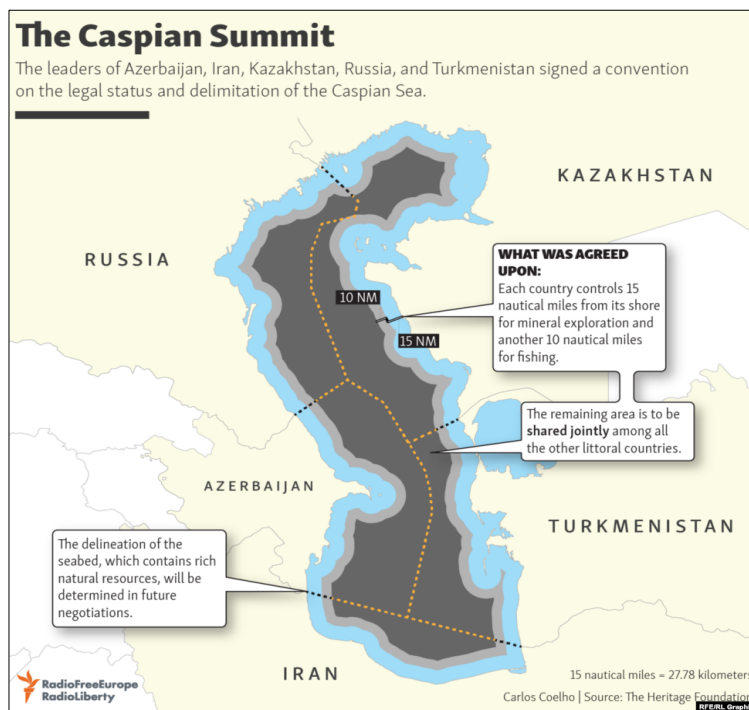 The Caspian Summit
The leaders of Azerbaijan, Iran, Kazakhstan, Russia, and Turkmenistan signed a convention
on the legal status and delimitation of the Caspian Sea.
KAZAKHSTAN
RUSSIA
WHAT WAS AGREED
UPON:
Each country controls 15
nautical miles from its shore
for mineral exploration and
another 10 nautical miles
for fishing.
10 NM
15 NM
The remaining area is to be
shared jointly among all
the other littoral countries.
AZERBAIJAN
TURKMENISTAN
The delineation of the
seabed, which contains rich
natural resources, will be
determined in future
negotiations.
IRAN
15 nautical miles = 27.78 kilometers
RadioFreeEurope
RadioLiberty
Carlos Coelho | Source: The Heritage Foundation
RFE/RL Graphi